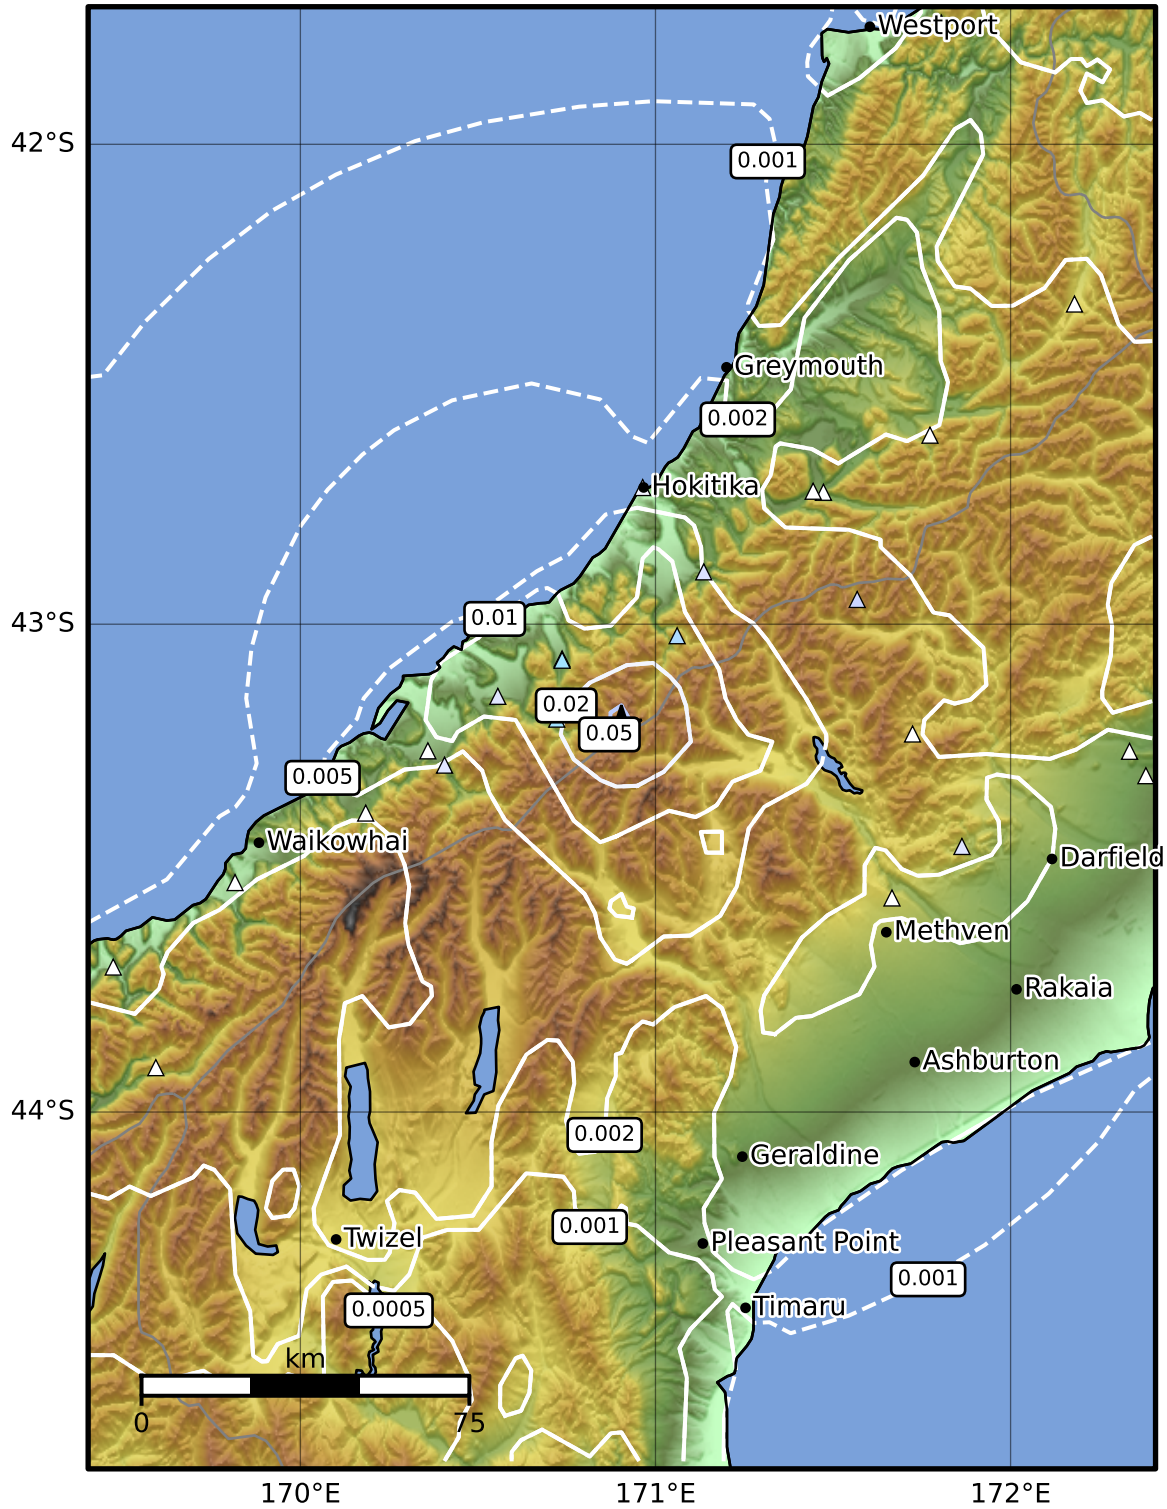 Westport
42°S
0.001
Greymouth
0.002
Hokitika
43°S
0.01
0.02
0.05
0.005
Waikowhai
Darfield
Methven
Rakaia
Ashburton
44°S
0.002
Geraldine
0.001
Twizel
Pleasant Point
0.001
0.0005
Timaru
km
0 75
170°E 171°E 172°E